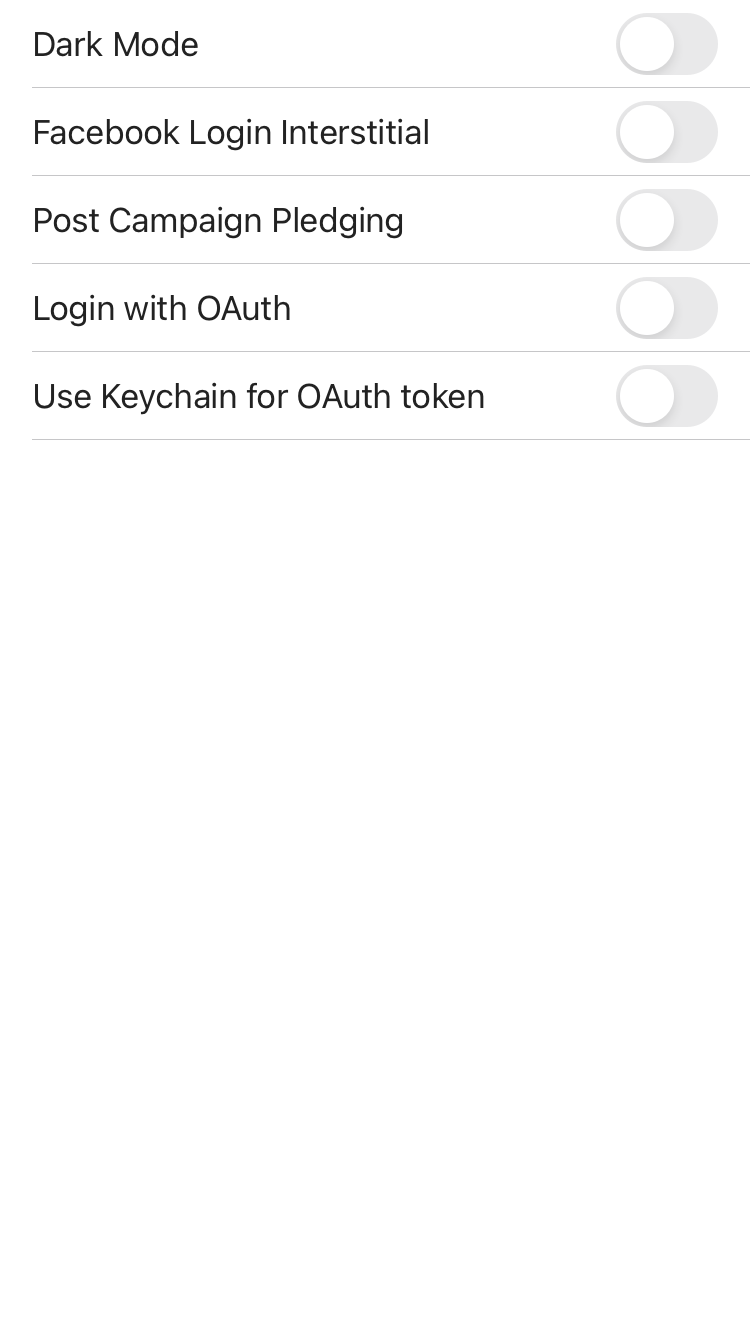 Dark Mode
Facebook Login Interstitial
Post Campaign Pledging
Login with OAuth
Use Keychain for OAuth token